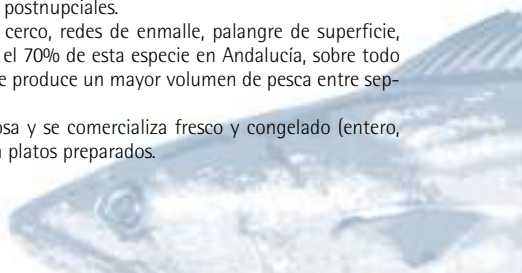 postnupciales.
cerco, redes de enmalle, palangre de superficie,
el 70% de esta especie en Andalucía, sobre todo
e produce un mayor volumen de pesca entre sep-
osa y se comercializa fresco y congelado (entero,
platos preparados.